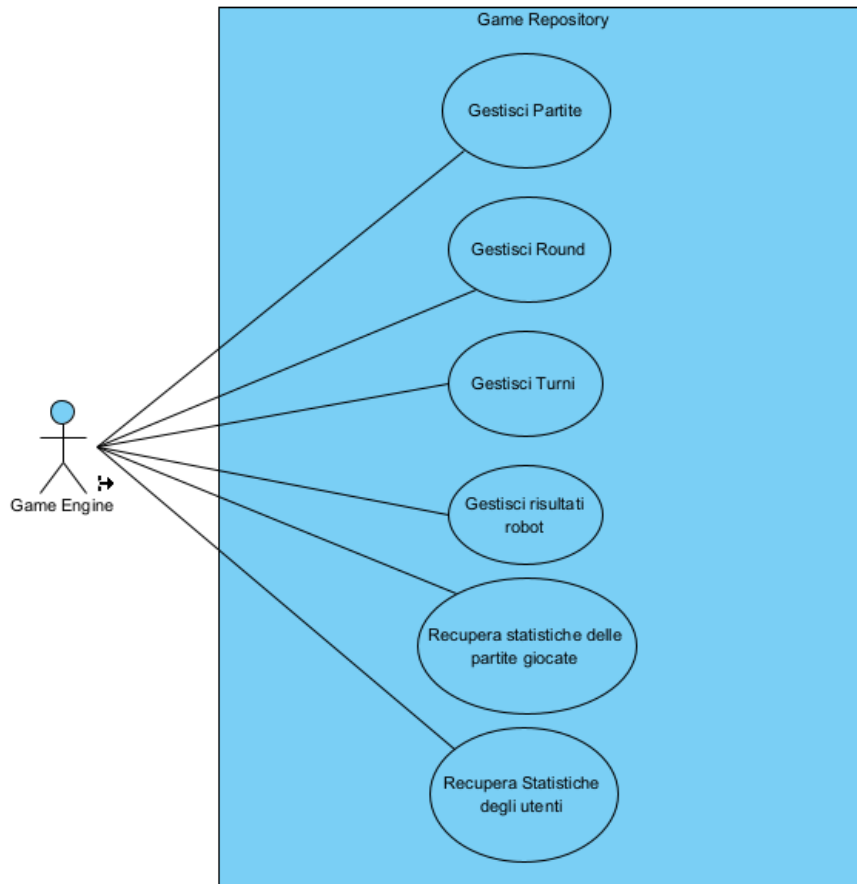 Game Repository
Gestisci Partite
Gestisci Round
Gestisci Turni
Game Engine
Gestisci risultati
robot
Recupera statistiche delle
partite giocate
Recupera Statistiche
degli utenti